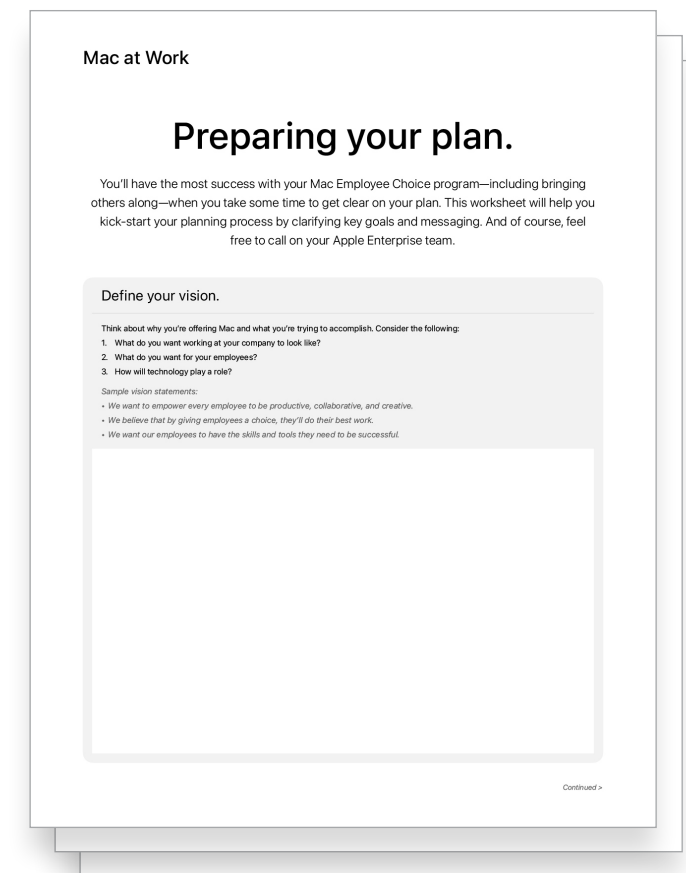 Mac at Work
Preparing your plan.
You’ll have the most success with your Mac Employee Choice program—including bringing
others along—when you take some time to get clear on your plan. This worksheet will help you
kick-start your planning process by clarifying key goals and messaging. And of course, feel
free to call on your Apple Enterprise team.
Define your vision.
Think about why you’re offering Mac and what you’re trying to accomplish. Consider the following:
1. What do you want working at your company to look like?
2. What do you want for your employees?
3. How will technology play a role?
Sample vision statements:
• We want to empower every employee to be productive, collaborative, and creative.
• We believe that by giving employees a choice, they’ll do their best work.
• We want our employees to have the skills and tools they need to be successful.
Continued >